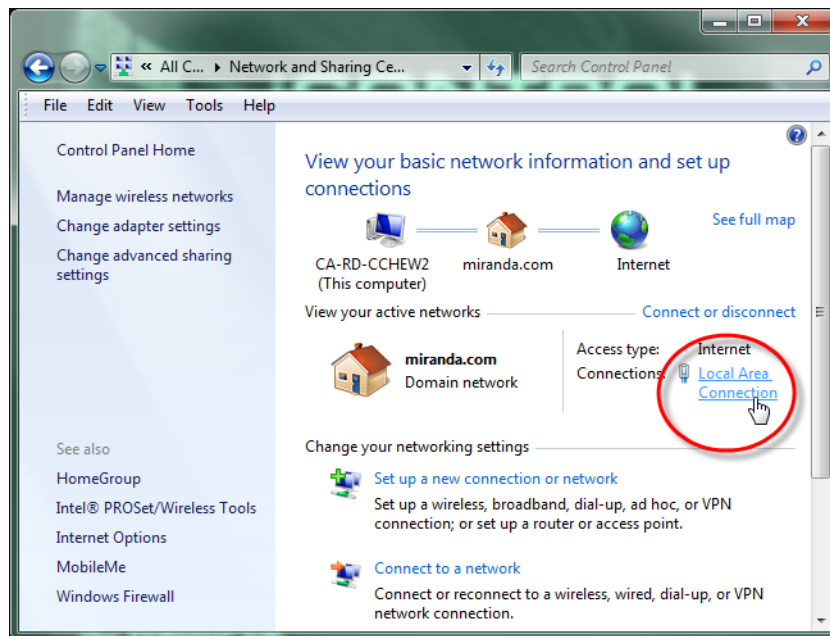 « All C... ▸ Network and Sharing Ce...
Search Control Panel
File Edit View Tools Help
Control Panel Home
Manage wireless networks
Change adapter settings
Change advanced sharing
settings
See also
HomeGroup
Intel® PROSet/Wireless Tools
Internet Options
MobileMe
Windows Firewall
View your basic network information and set up
connections
See full map
CA-RD-CCHEW2
(This computer)
miranda.com
Internet
View your active networks
Connect or disconnect
miranda.com
Domain network
Access type: Internet
Connections: Local Area
Connection
Change your networking settings
Set up a new connection or network
Set up a wireless, broadband, dial-up, ad hoc, or VPN
connection; or set up a router or access point.
Connect to a network
Connect or reconnect to a wireless, wired, dial-up, or VPN
network connection.